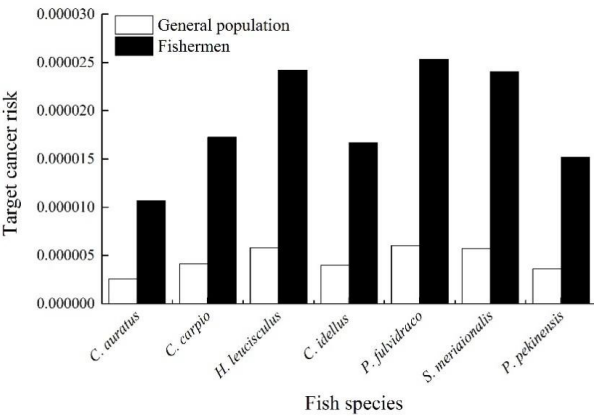 General population
Fishermen
0.000030
0.000025
0.000020
0.000015
0.000010
0.000005
0.000000
Target cancer risk
C. auratus
C. carpio
H. leucisculus
C. idellus
P. fulvidraco
S. meriaionalis
P. pekinensis
Fish species